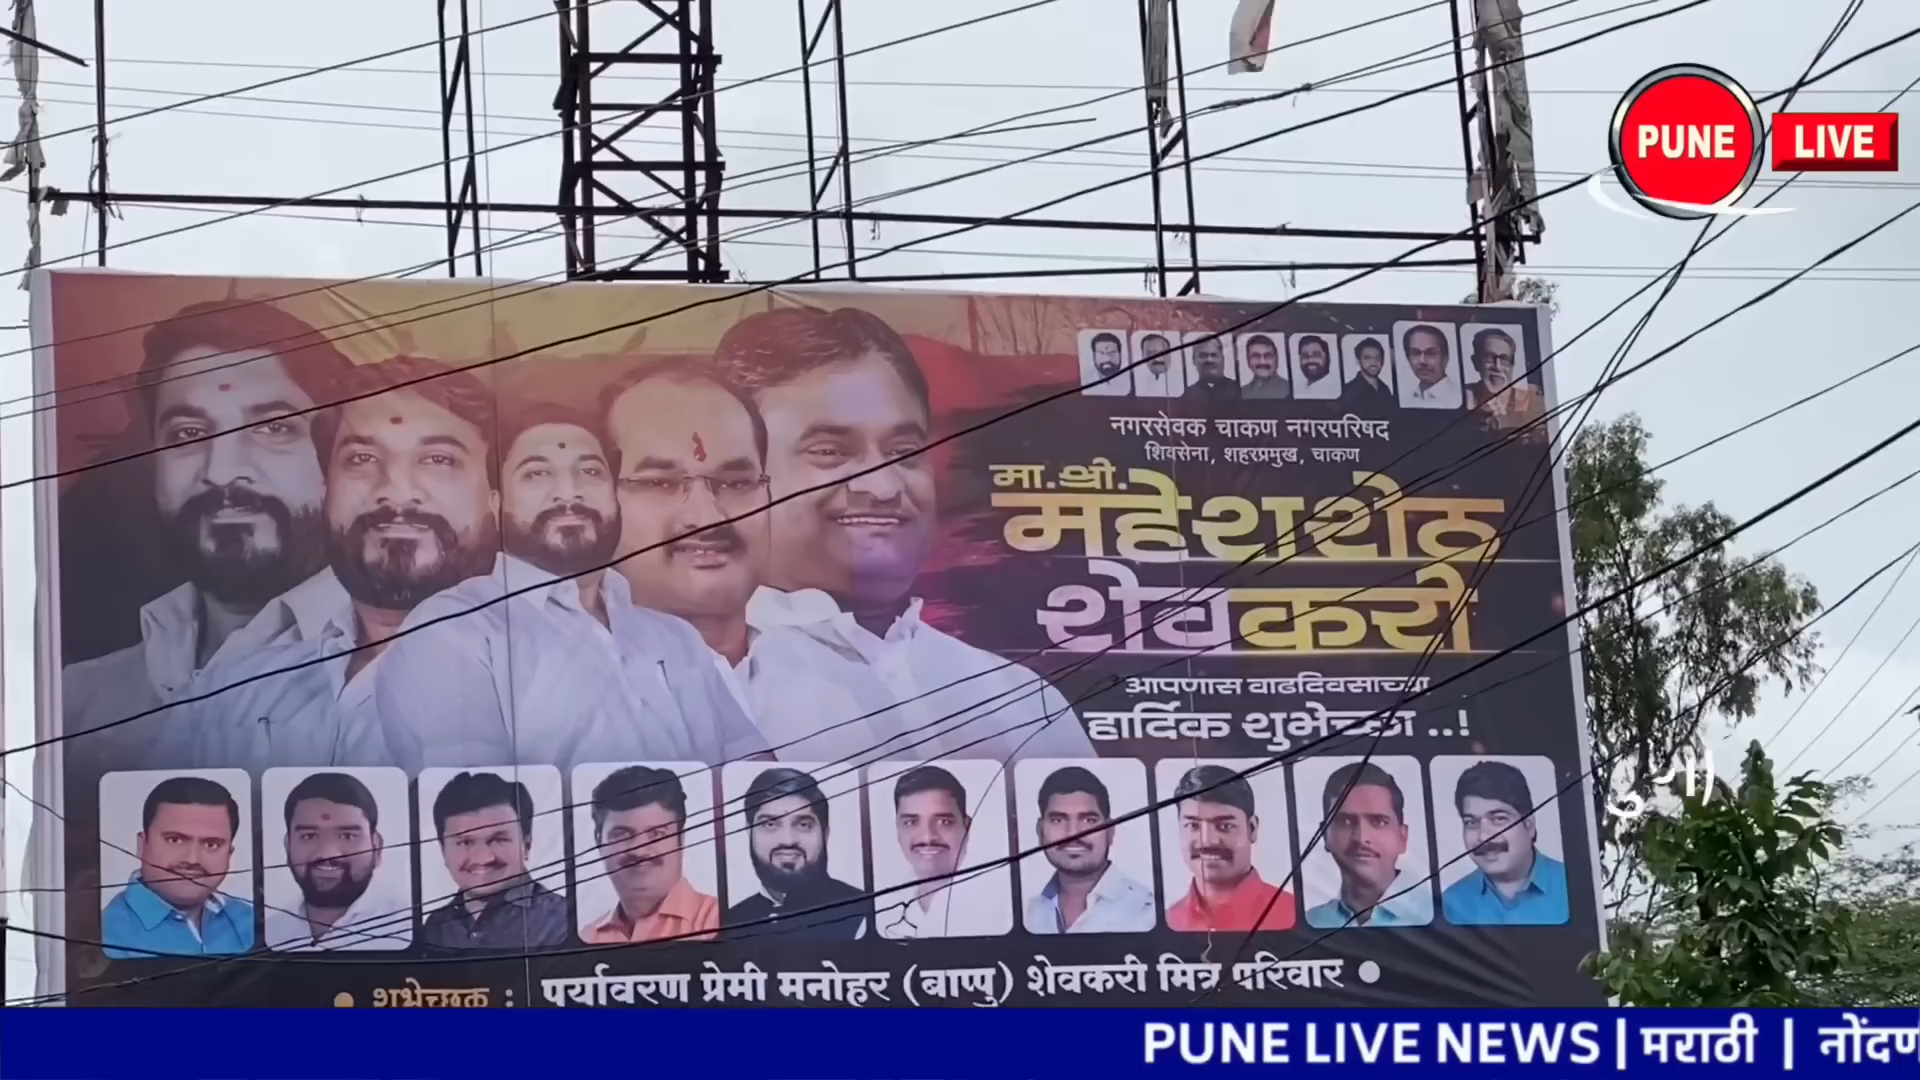 PUNE LIVE
नगरसेवक चाकण नगरपरिषद
शिवसेना, शहरप्रमुख, चाकण
मा.श्री.
महेशशेठ
शेवकरी
आपणास वाढदिवसाच्या
हार्दिक शुभेच्छा ..!
• शुभेच्छुक : पर्यावरण प्रेमी मनोहर (बाप्पु) शेवकरी मित्र परिवार •
PUNE LIVE NEWS | मराठी |